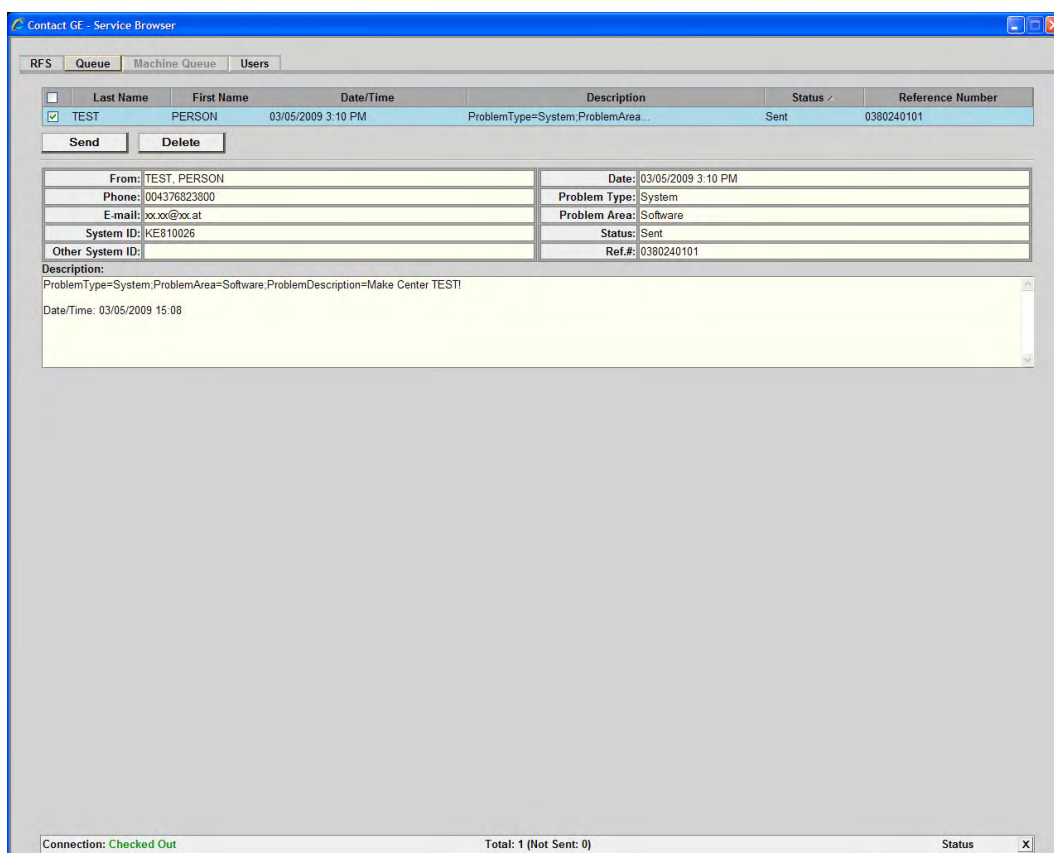 Contact GE - Service Browser
RFS Queue Machine Queue Users
Last Name First Name Date/Time Description Status Reference Number
TEST PERSON 03/05/2009 3:10 PM ProblemType=System;ProblemArea... Sent 0380240101
Send Delete
From: TEST, PERSON Date: 03/05/2009 3:10 PM
Phone: 004376823800 Problem Type: System
E-mail: xx.xx@xx.at Problem Area: Software
System ID: KE810026 Status: Sent
Other System ID: Ref.#: 0380240101
Description:
ProblemType=System;ProblemArea=Software;ProblemDescription=Make Center TEST!
Date/Time: 03/05/2009 15:08
Connection: Checked Out Total: 1 (Not Sent: 0) Status X